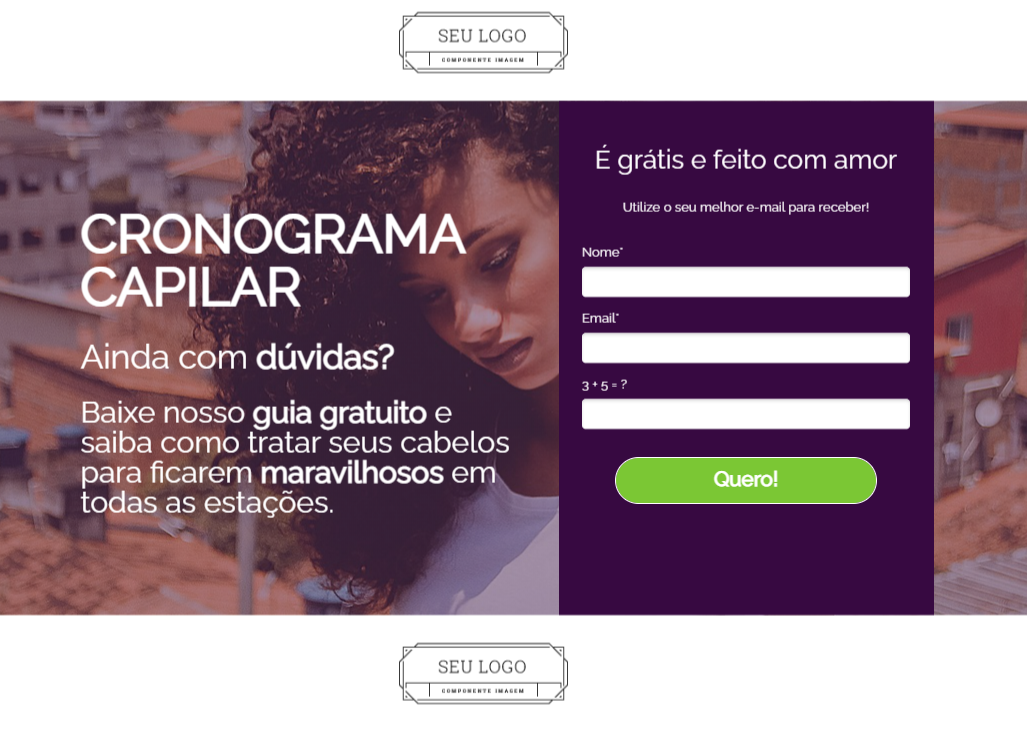 SEU LOGO
COMPONENTE IMAGEM
CRONOGRAMA
CAPILAR
Ainda com dúvidas?
Baixe nosso guia gratuito e
saiba como tratar seus cabelos
para ficarem maravilhosos em
todas as estações.
É grátis e feito com amor
Utilize o seu melhor e-mail para receber!
Nome*
Email*
3 + 5 = ?
Quero!
SEU LOGO
COMPONENTE IMAGEM